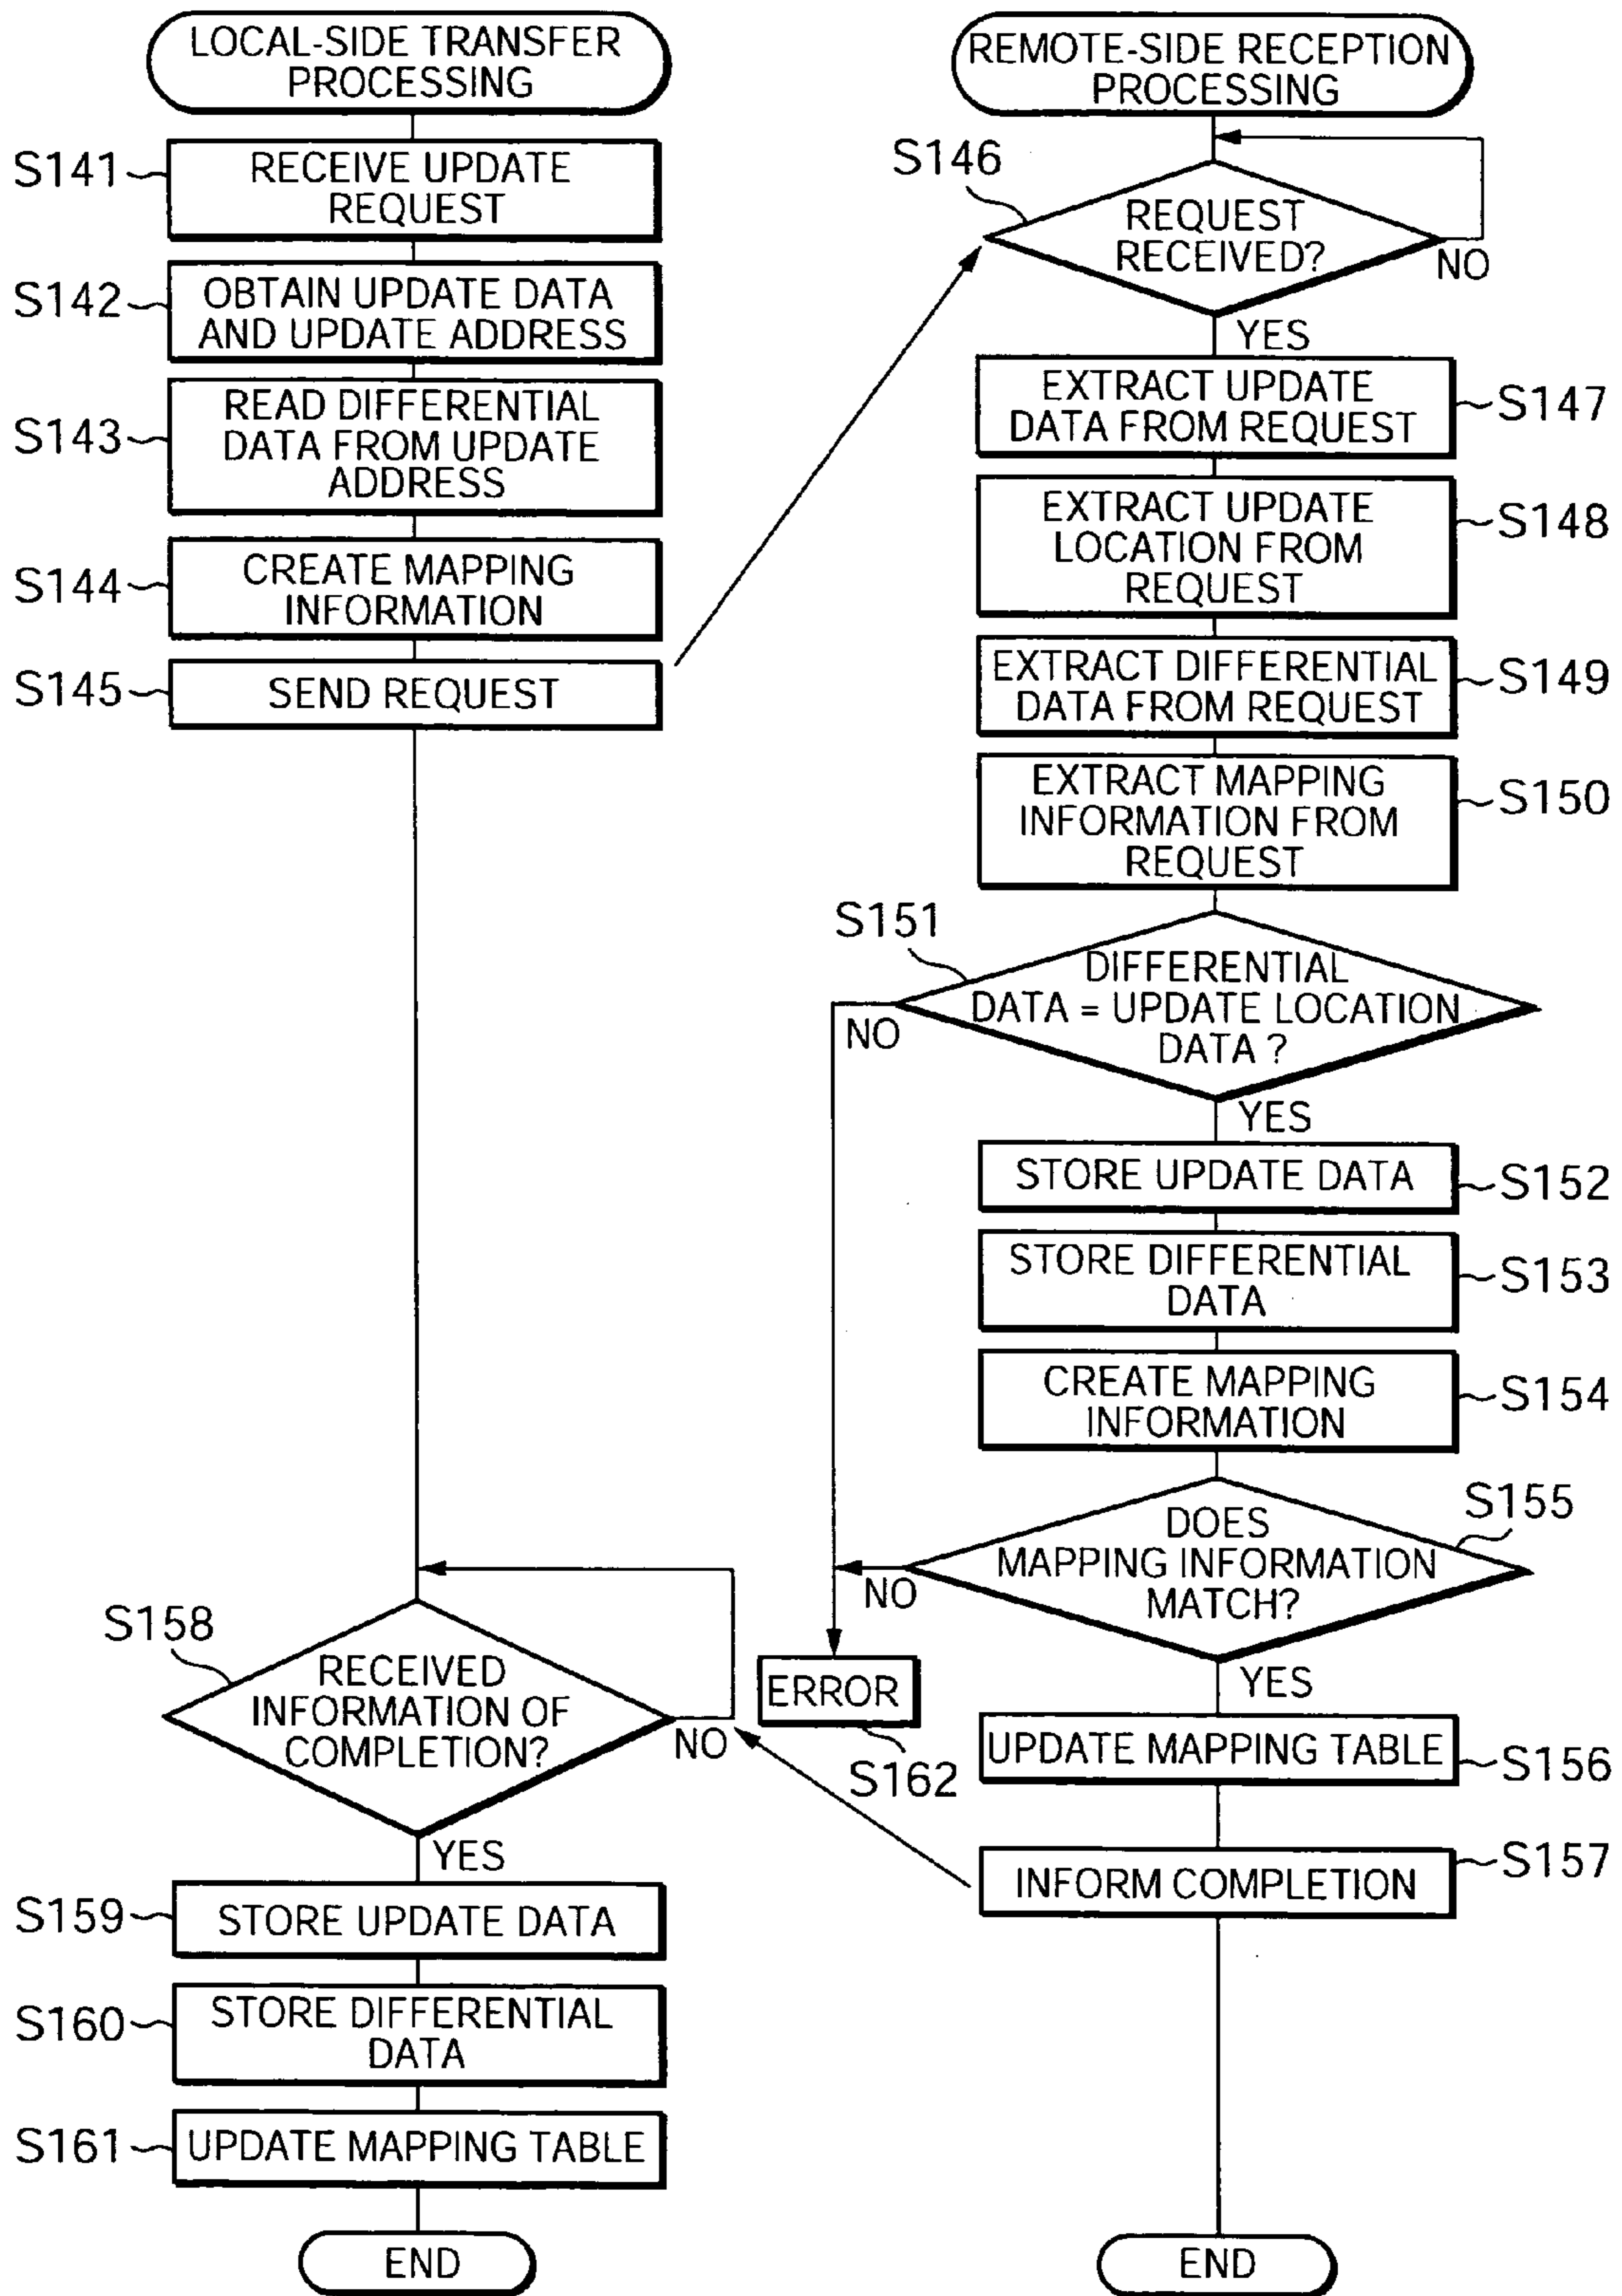 LOCAL-SIDE TRANSFER
PROCESSING
S141
RECEIVE UPDATE
REQUEST
S142
OBTAIN UPDATE DATA
AND UPDATE ADDRESS
S143
READ DIFFERENTIAL
DATA FROM UPDATE
ADDRESS
S144
CREATE MAPPING
INFORMATION
S145
SEND REQUEST
S158
RECEIVED
INFORMATION OF
COMPLETION?
NO
YES
S159
STORE UPDATE DATA
S160
STORE DIFFERENTIAL
DATA
S161
UPDATE MAPPING TABLE
END
REMOTE-SIDE RECEPTION
PROCESSING
S146
REQUEST
RECEIVED?
NO
YES
EXTRACT UPDATE
DATA FROM REQUEST
S147
EXTRACT UPDATE
LOCATION FROM
REQUEST
S148
EXTRACT DIFFERENTIAL
DATA FROM REQUEST
S149
EXTRACT MAPPING
INFORMATION FROM
REQUEST
S150
S151
DIFFERENTIAL
DATA = UPDATE LOCATION
DATA ?
NO
YES
STORE UPDATE DATA
S152
STORE DIFFERENTIAL
DATA
S153
CREATE MAPPING
INFORMATION
S154
S155
DOES
MAPPING INFORMATION
MATCH?
NO
YES
ERROR
S162
UPDATE MAPPING TABLE
S156
INFORM COMPLETION
S157
END